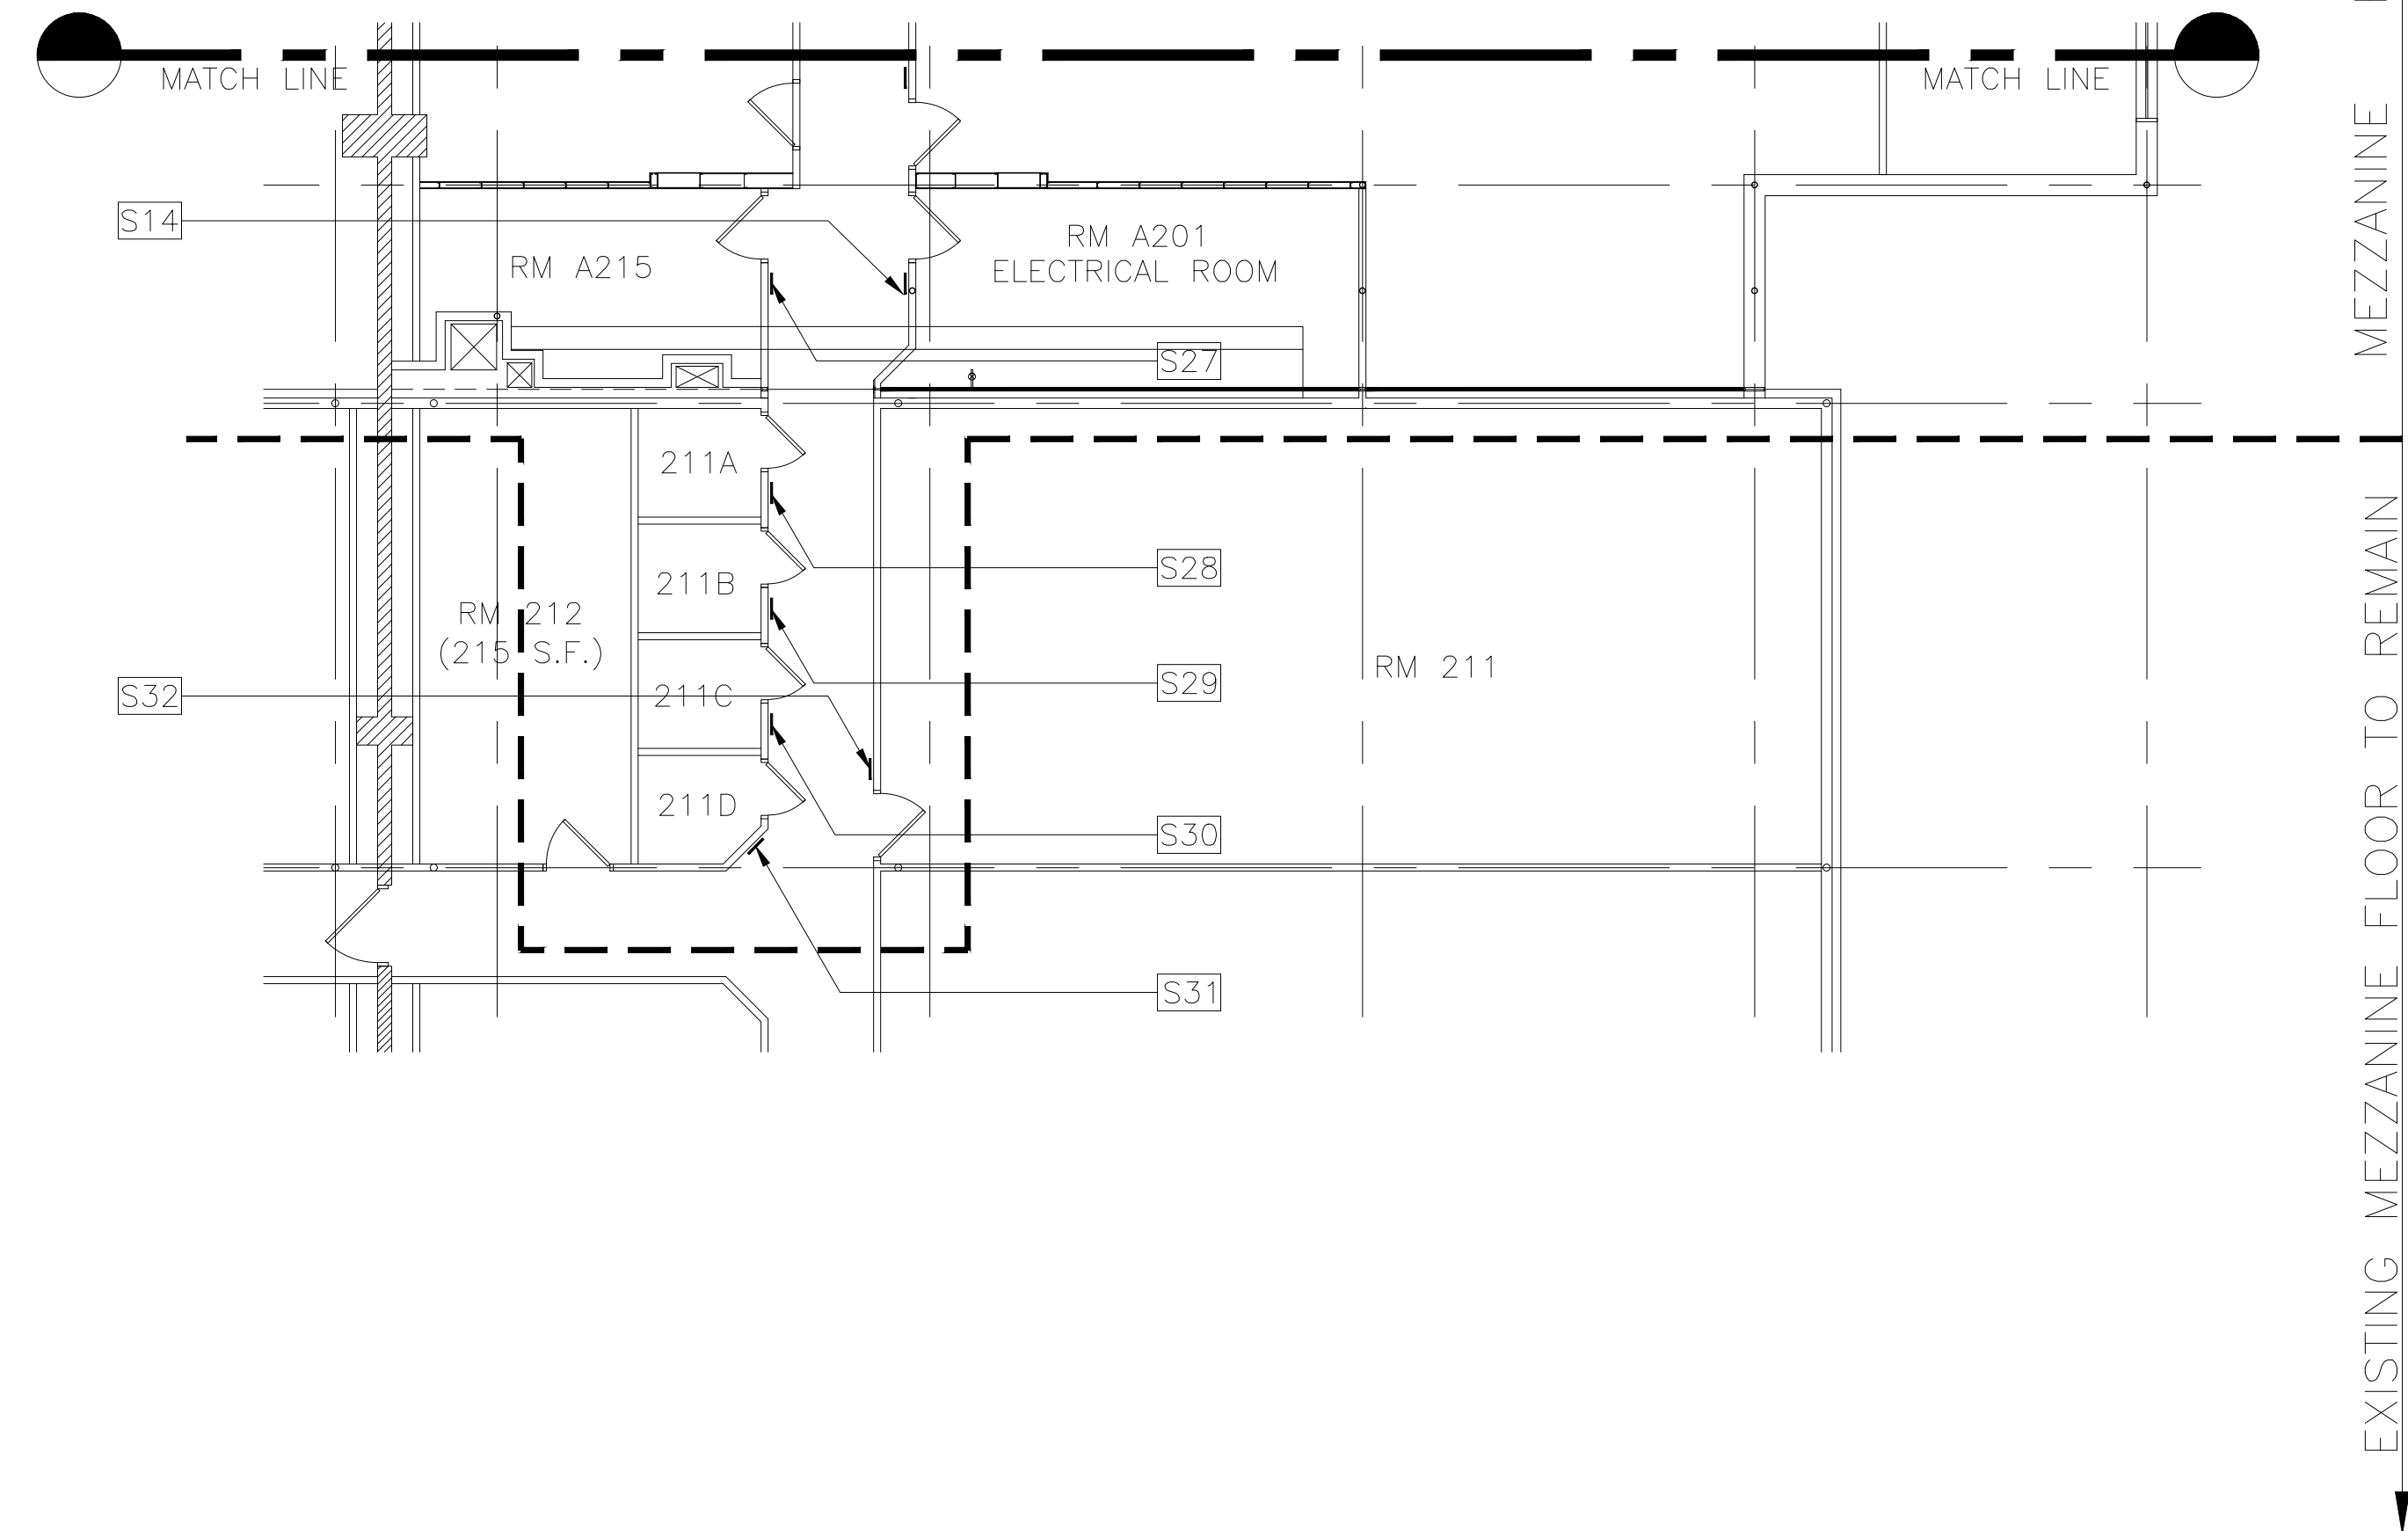 MATCH LINE
MATCH LINE
MEZZANINE
S14
RM A201
ELECTRICAL ROOM
RM A215
S27
211A
S28
211B
RM 212
(215 S.F.)
RM 211
S29
S32
211C
211D
S30
S31
EXISTING MEZZANINE FLOOR TO REMAIN